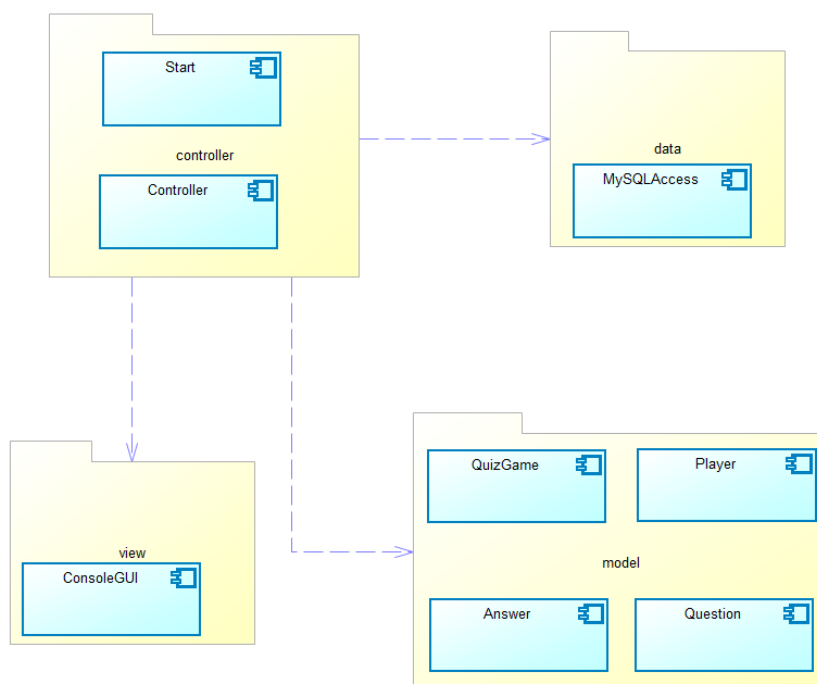 Start
controller
Controller
data
MySQLAccess
view
ConsoleGUI
QuizGame
Player
model
Answer
Question